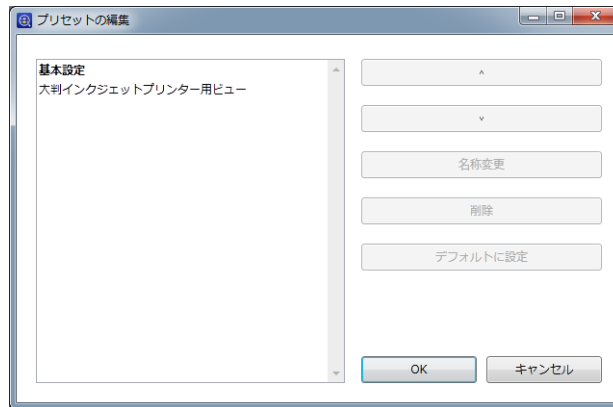 プリセットの編集
基本設定
大判インクジェットプリンター用ビュー
^
v
名称変更
削除
デフォルトに設定
OK
キャンセル